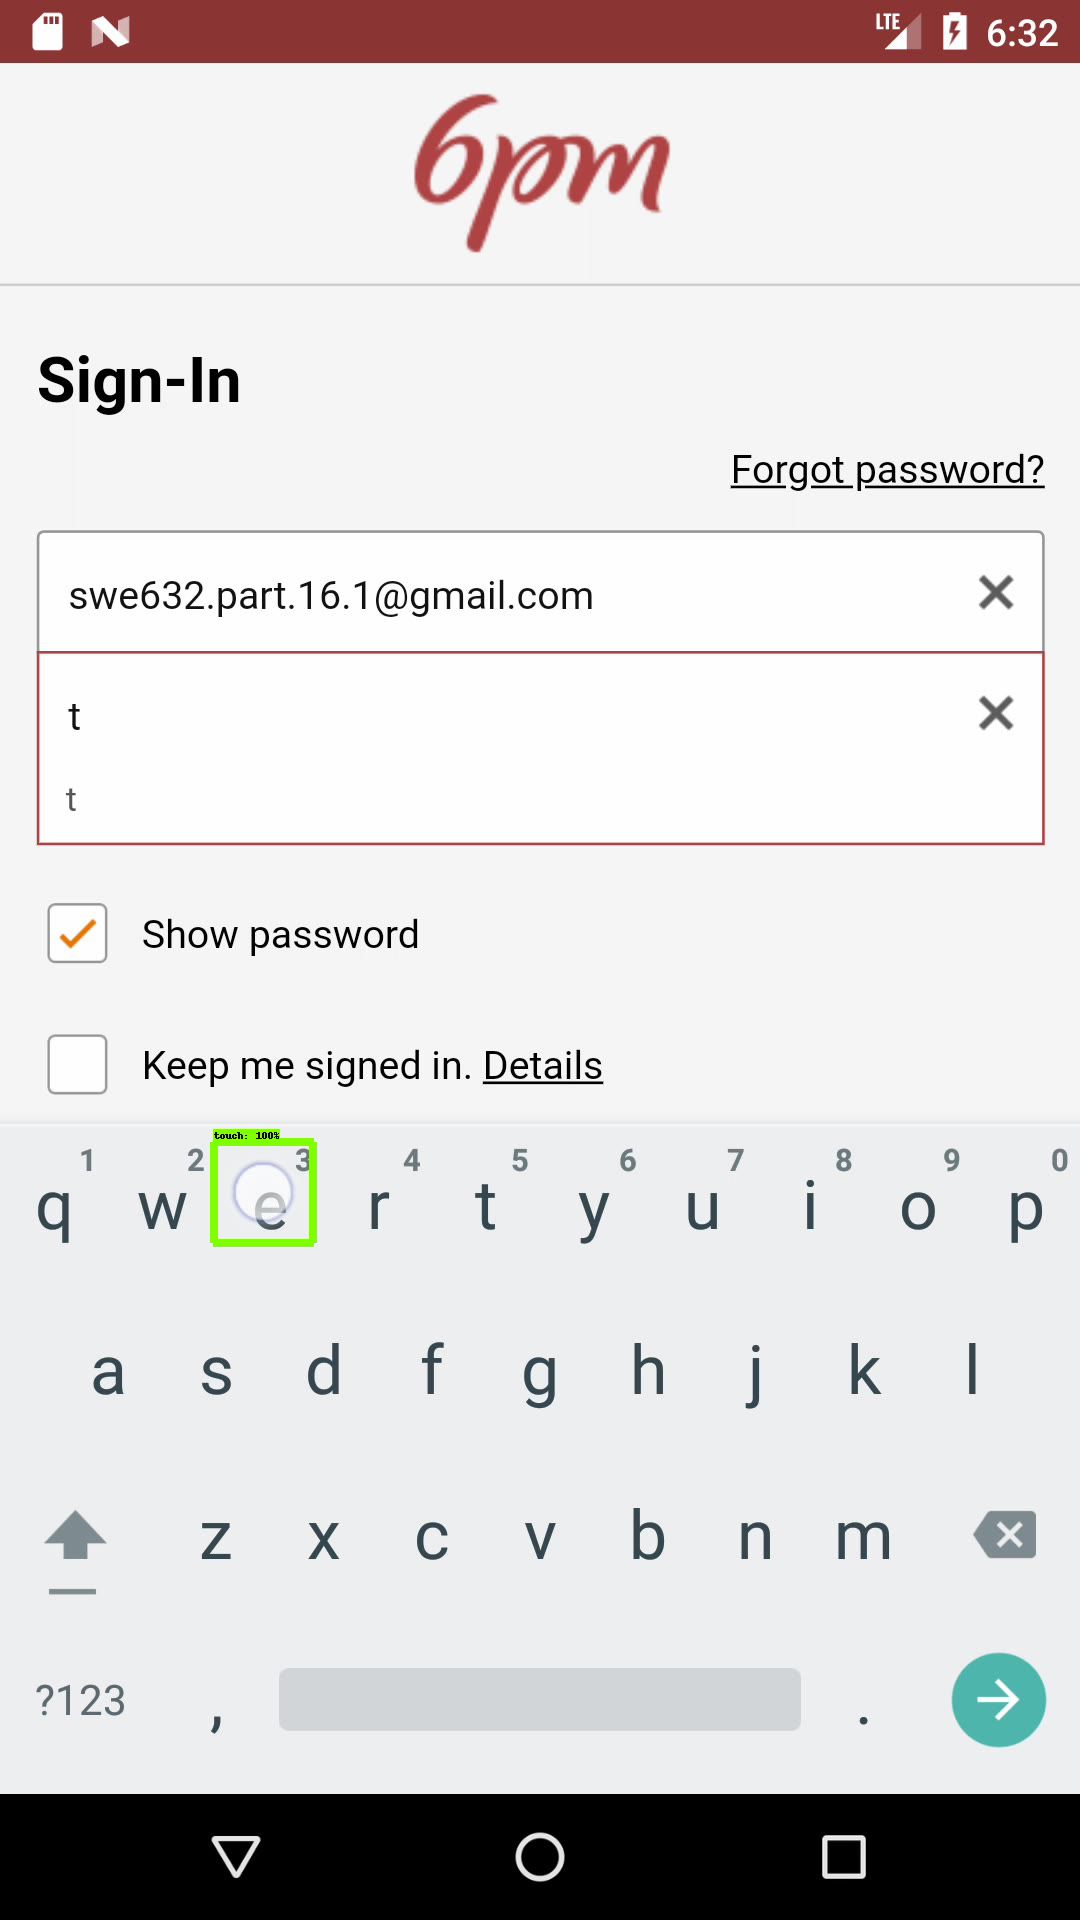 LTE 6:32
6pm
Sign-In
Forgot password?
swe632.part.16.1@gmail.com
t
t
Show password
Keep me signed in. Details
touch: 100%
1 2 3 4 5 6 7 8 9 0
q w e r t y u i o p
a s d f g h j k l
z x c v b n m
?123 , .